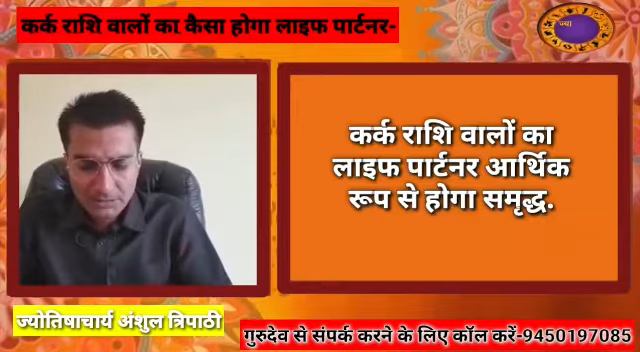 कर्क राशि वालों का कैसा होगा लाइफ पार्टनर-
कर्क राशि वालों का
लाइफ पार्टनर आर्थिक
रूप से होगा समृद्ध.
ज्योतिषाचार्य अंशुल त्रिपाठी
गुरुदेव से संपर्क करने के लिए कॉल करें-9450197085